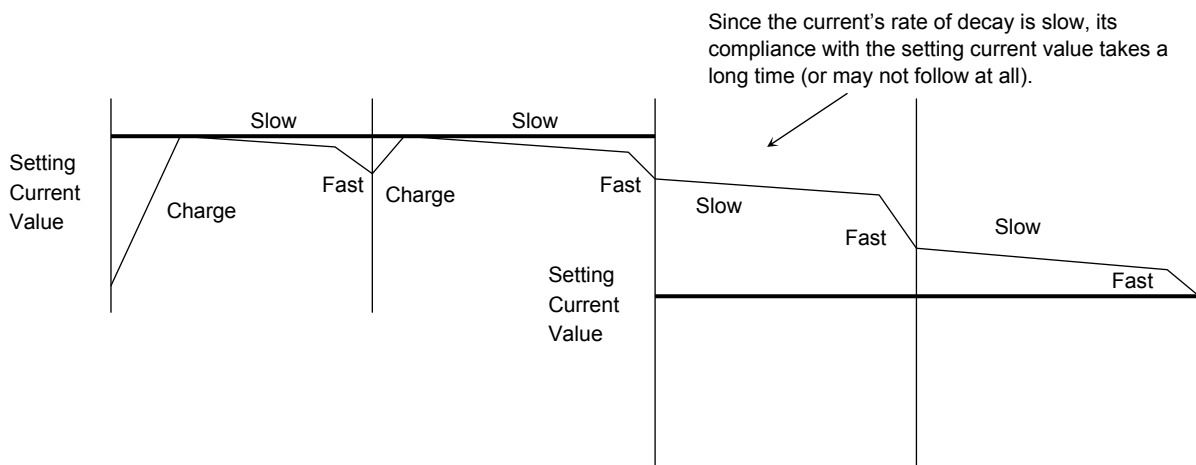 Since the current's rate of decay is slow, its
compliance with the setting current value takes a
long time (or may not follow at all).
Slow
Slow
Setting
Current
Value
Charge
Fast
Charge
Fast
Slow
Fast
Slow
Fast
Setting
Current
Value